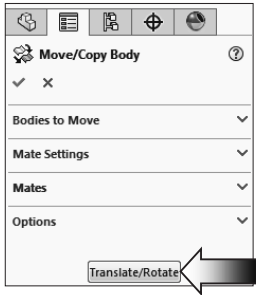 Move/Copy Body
Bodies to Move
Mate Settings
Mates
Options
Translate/Rotate